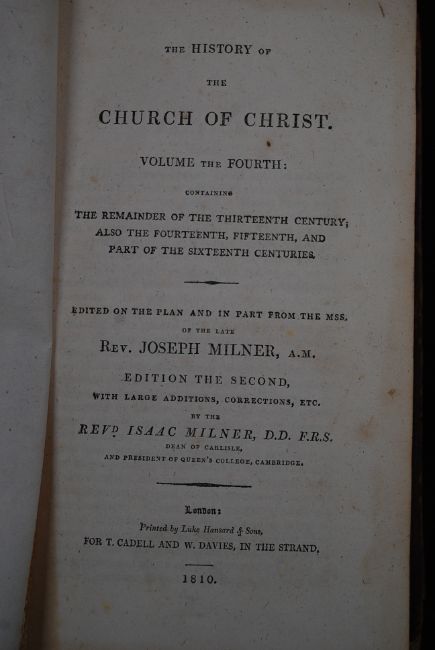 THE HISTORY OF
THE
CHURCH OF CHRIST.
VOLUME THE FOURTH:
CONTAINING
THE REMAINDER OF THE THIRTEENTH CENTURY;
ALSO THE FOURTEENTH, FIFTEENTH, AND
PART OF THE SIXTEENTH CENTURIES.
EDITED ON THE PLAN AND IN PART FROM THE MSS.
OF THE LATE
REV. JOSEPH MILNER, A.M.
EDITION THE SECOND,
WITH LARGE ADDITIONS, CORRECTIONS, ETC.
BY THE
REVD. ISAAC MILNER, D.D. F.R.S.
DEAN OF CARLISLE,
AND PRESIDENT OF QUEEN'S COLLEGE, CAMBRIDGE.
London:
Printed by Luke Hansard & Sons,
FOR T. CADELL AND W. DAVIES, IN THE STRAND.
1810.